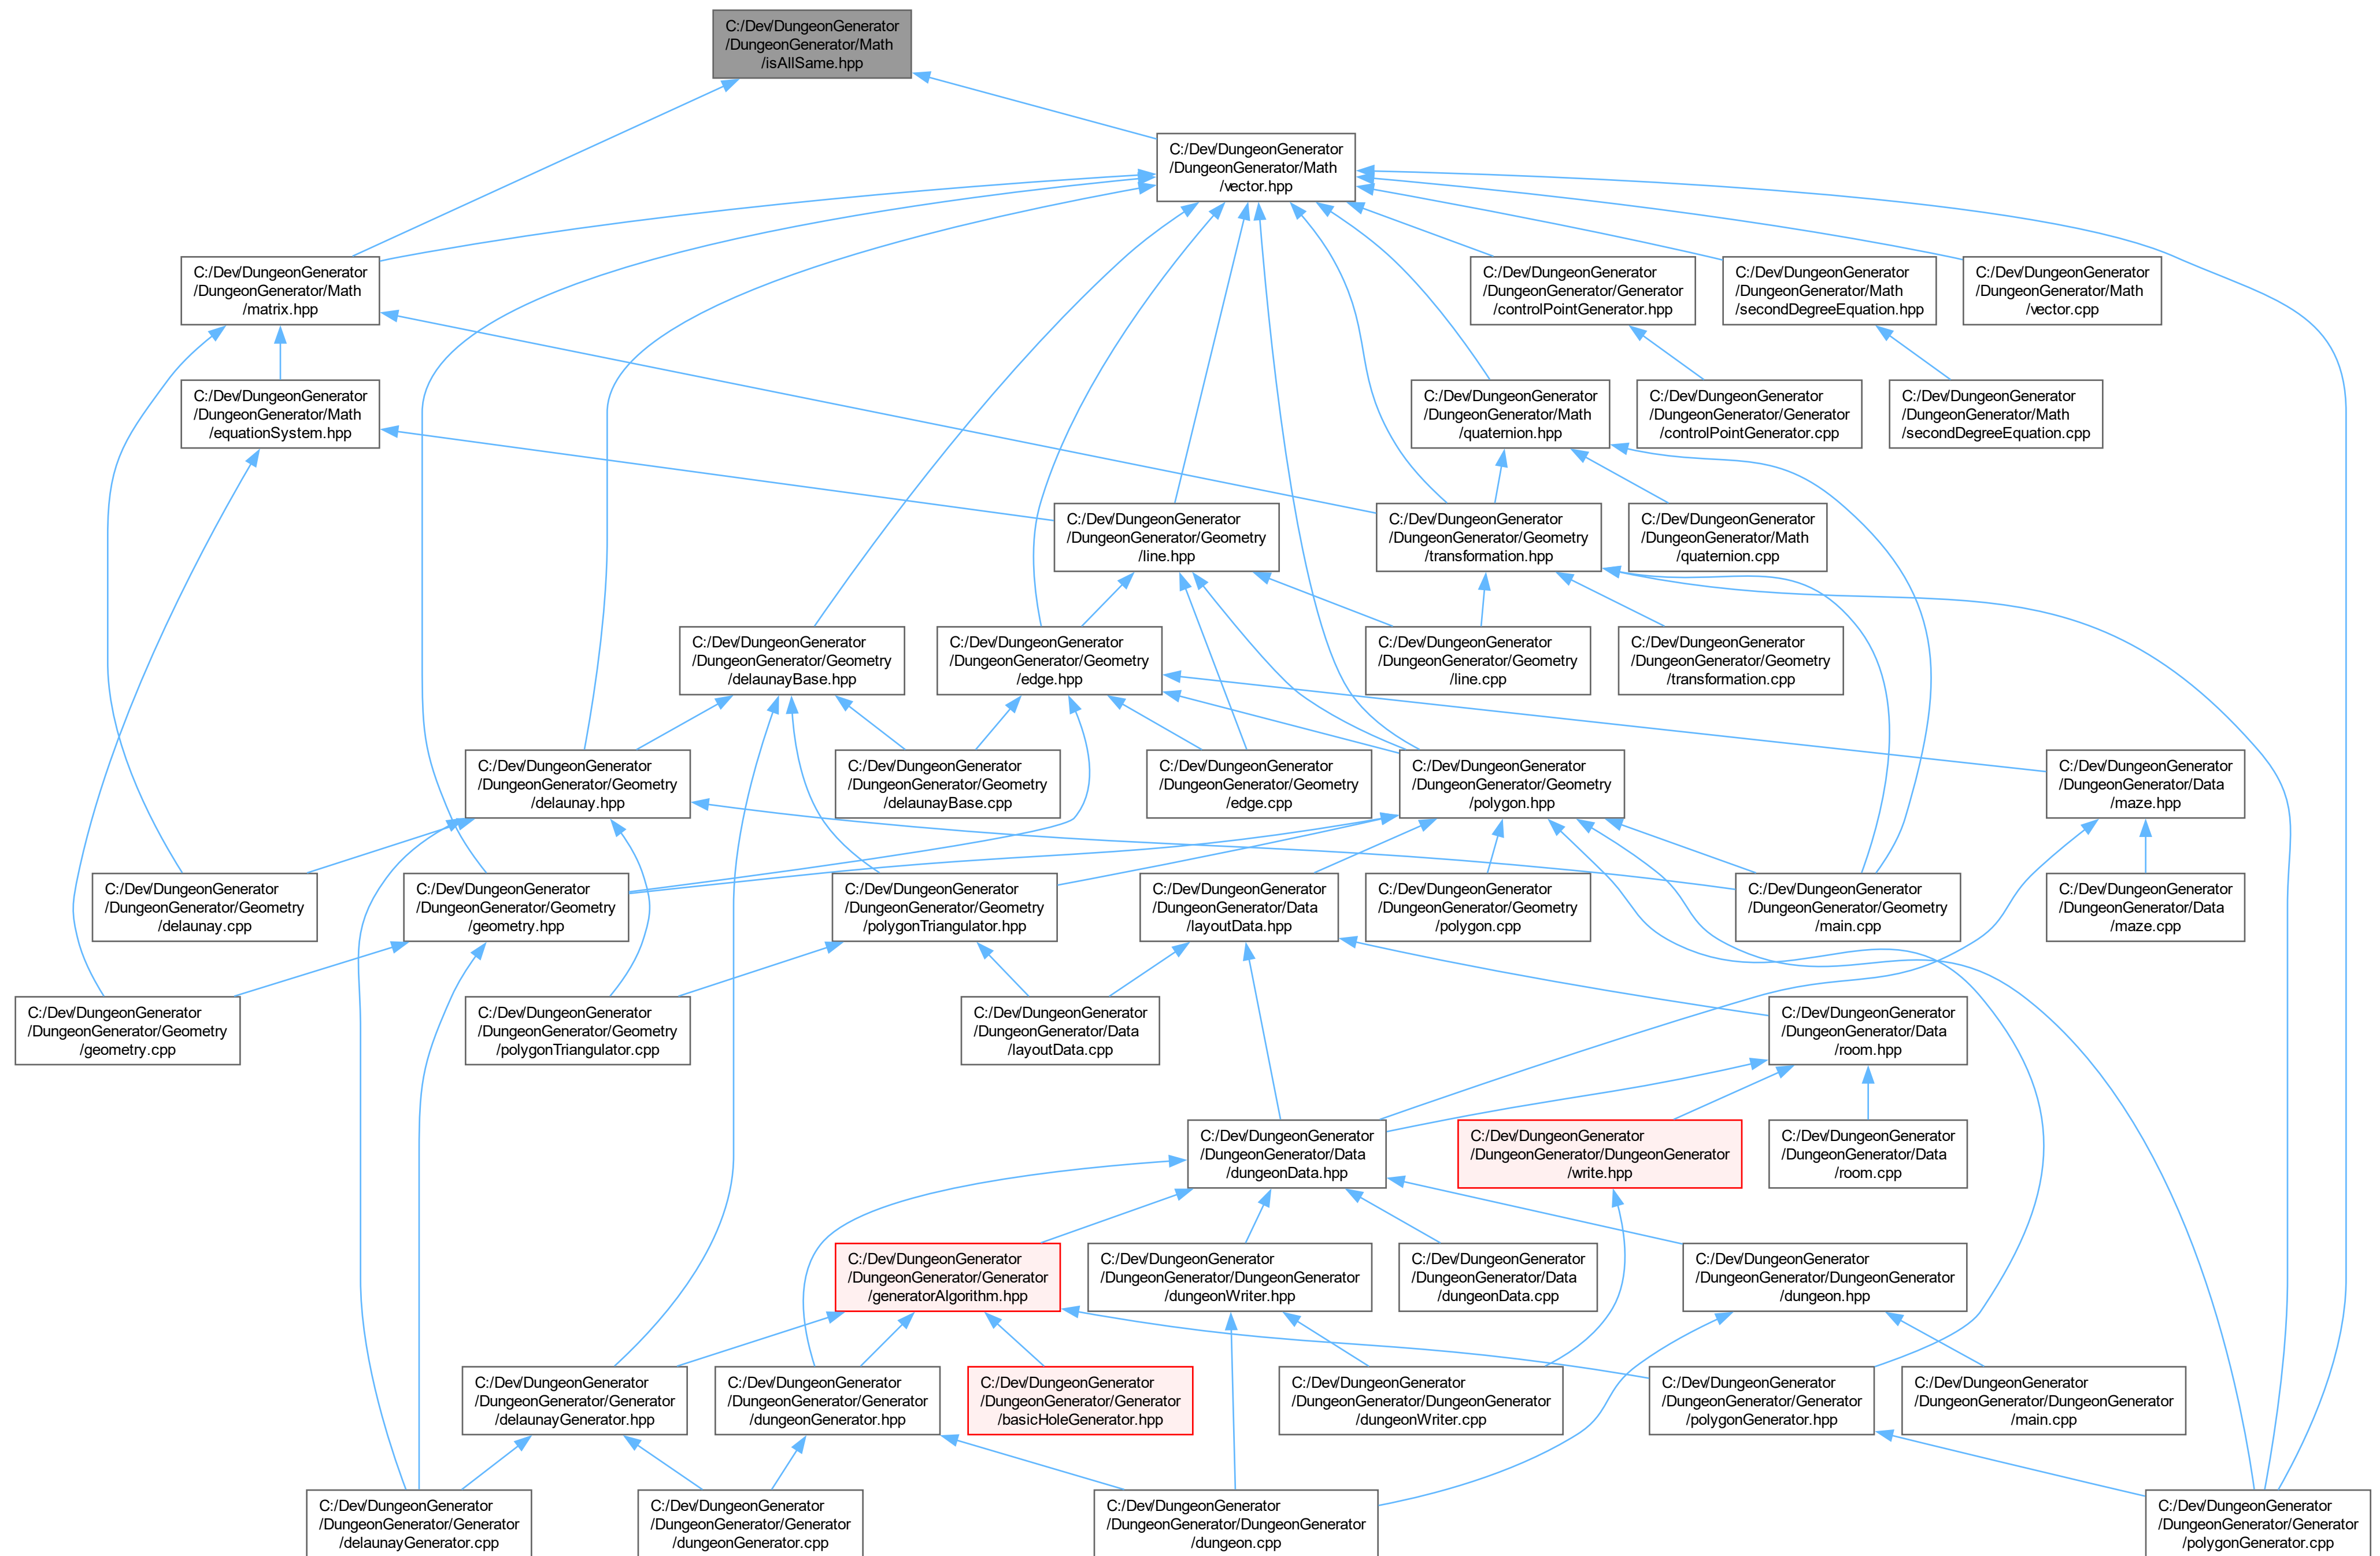 C:/Dev/DungeonGenerator
/DungeonGenerator/Math
/isAllSame.hpp
C:/Dev/DungeonGenerator
/DungeonGenerator/Math
/vector.hpp
C:/Dev/DungeonGenerator
/DungeonGenerator/Math
/matrix.hpp
C:/Dev/DungeonGenerator
/DungeonGenerator/Generator
/controlPointGenerator.hpp
C:/Dev/DungeonGenerator
/DungeonGenerator/Math
/secondDegreeEquation.hpp
C:/Dev/DungeonGenerator
/DungeonGenerator/Math
/vector.cpp
C:/Dev/DungeonGenerator
/DungeonGenerator/Math
/equationSystem.hpp
C:/Dev/DungeonGenerator
/DungeonGenerator/Math
/quaternion.hpp
C:/Dev/DungeonGenerator
/DungeonGenerator/Generator
/controlPointGenerator.cpp
C:/Dev/DungeonGenerator
/DungeonGenerator/Math
/secondDegreeEquation.cpp
C:/Dev/DungeonGenerator
/DungeonGenerator/Geometry
/line.hpp
C:/Dev/DungeonGenerator
/DungeonGenerator/Geometry
/transformation.hpp
C:/Dev/DungeonGenerator
/DungeonGenerator/Math
/quaternion.cpp
C:/Dev/DungeonGenerator
/DungeonGenerator/Geometry
/delaunayBase.hpp
C:/Dev/DungeonGenerator
/DungeonGenerator/Geometry
/edge.hpp
C:/Dev/DungeonGenerator
/DungeonGenerator/Geometry
/line.cpp
C:/Dev/DungeonGenerator
/DungeonGenerator/Geometry
/transformation.cpp
C:/Dev/DungeonGenerator
/DungeonGenerator/Geometry
/delaunay.hpp
C:/Dev/DungeonGenerator
/DungeonGenerator/Geometry
/delaunayBase.cpp
C:/Dev/DungeonGenerator
/DungeonGenerator/Geometry
/edge.cpp
C:/Dev/DungeonGenerator
/DungeonGenerator/Geometry
/polygon.hpp
C:/Dev/DungeonGenerator
/DungeonGenerator/Data
/maze.hpp
C:/Dev/DungeonGenerator
/DungeonGenerator/Geometry
/delaunay.cpp
C:/Dev/DungeonGenerator
/DungeonGenerator/Geometry
/geometry.hpp
C:/Dev/DungeonGenerator
/DungeonGenerator/Geometry
/polygonTriangulator.hpp
C:/Dev/DungeonGenerator
/DungeonGenerator/Data
/layoutData.hpp
C:/Dev/DungeonGenerator
/DungeonGenerator/Geometry
/polygon.cpp
C:/Dev/DungeonGenerator
/DungeonGenerator/Geometry
/main.cpp
C:/Dev/DungeonGenerator
/DungeonGenerator/Data
/maze.cpp
C:/Dev/DungeonGenerator
/DungeonGenerator/Geometry
/geometry.cpp
C:/Dev/DungeonGenerator
/DungeonGenerator/Geometry
/polygonTriangulator.cpp
C:/Dev/DungeonGenerator
/DungeonGenerator/Data
/layoutData.cpp
C:/Dev/DungeonGenerator
/DungeonGenerator/Data
/room.hpp
C:/Dev/DungeonGenerator
/DungeonGenerator/Data
/dungeonData.hpp
C:/Dev/DungeonGenerator
/DungeonGenerator/DungeonGenerator
/write.hpp
C:/Dev/DungeonGenerator
/DungeonGenerator/Data
/room.cpp
C:/Dev/DungeonGenerator
/DungeonGenerator/Generator
/generatorAlgorithm.hpp
C:/Dev/DungeonGenerator
/DungeonGenerator/DungeonGenerator
/dungeonWriter.hpp
C:/Dev/DungeonGenerator
/DungeonGenerator/Data
/dungeonData.cpp
C:/Dev/DungeonGenerator
/DungeonGenerator/DungeonGenerator
/dungeon.hpp
C:/Dev/DungeonGenerator
/DungeonGenerator/Generator
/delaunayGenerator.hpp
C:/Dev/DungeonGenerator
/DungeonGenerator/Generator
/dungeonGenerator.hpp
C:/Dev/DungeonGenerator
/DungeonGenerator/Generator
/basicHoleGenerator.hpp
C:/Dev/DungeonGenerator
/DungeonGenerator/DungeonGenerator
/dungeonWriter.cpp
C:/Dev/DungeonGenerator
/DungeonGenerator/Generator
/polygonGenerator.hpp
C:/Dev/DungeonGenerator
/DungeonGenerator/DungeonGenerator
/main.cpp
C:/Dev/DungeonGenerator
/DungeonGenerator/Generator
/delaunayGenerator.cpp
C:/Dev/DungeonGenerator
/DungeonGenerator/Generator
/dungeonGenerator.cpp
C:/Dev/DungeonGenerator
/DungeonGenerator/DungeonGenerator
/dungeon.cpp
C:/Dev/DungeonGenerator
/DungeonGenerator/Generator
/polygonGenerator.cpp